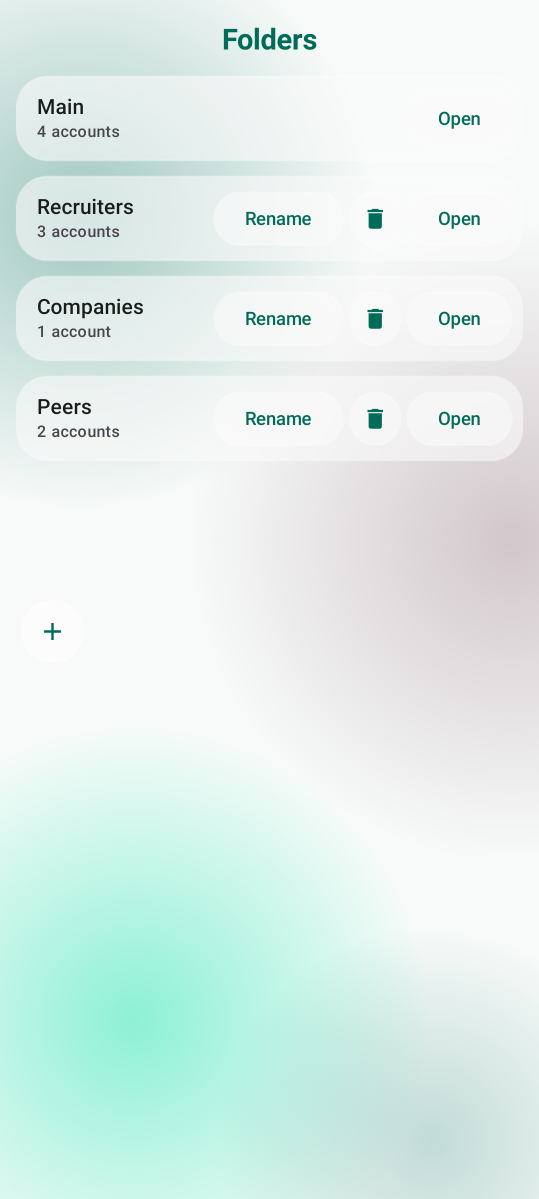 Folders
Main
4 accounts
Open
Recruiters
3 accounts
Rename
Open
Companies
1 account
Rename
Open
Peers
2 accounts
Rename
Open
+